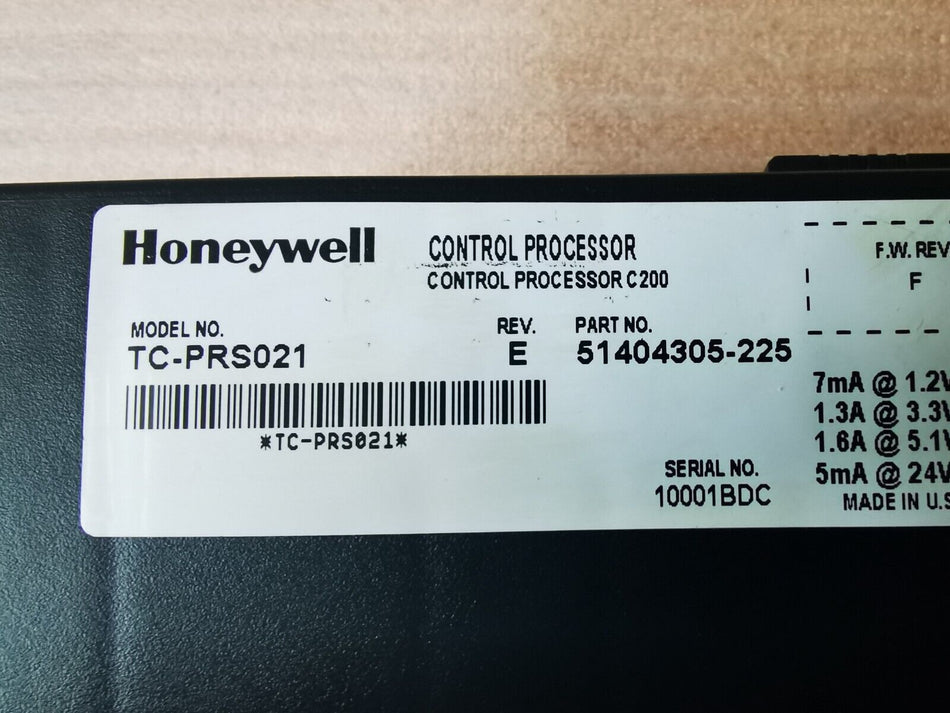 Honeywell
CONTROL PROCESSOR
CONTROL PROCESSOR C200
F.W. REV
F
MODEL NO.
TC-PRS021
REV.
E
PART NO.
51404305-225
*TC-PRS021*
7mA @ 1.2V
1.3A @ 3.3V
1.6A @ 5.1V
5mA @ 24V
SERIAL NO.
10001BDC
MADE IN U.S